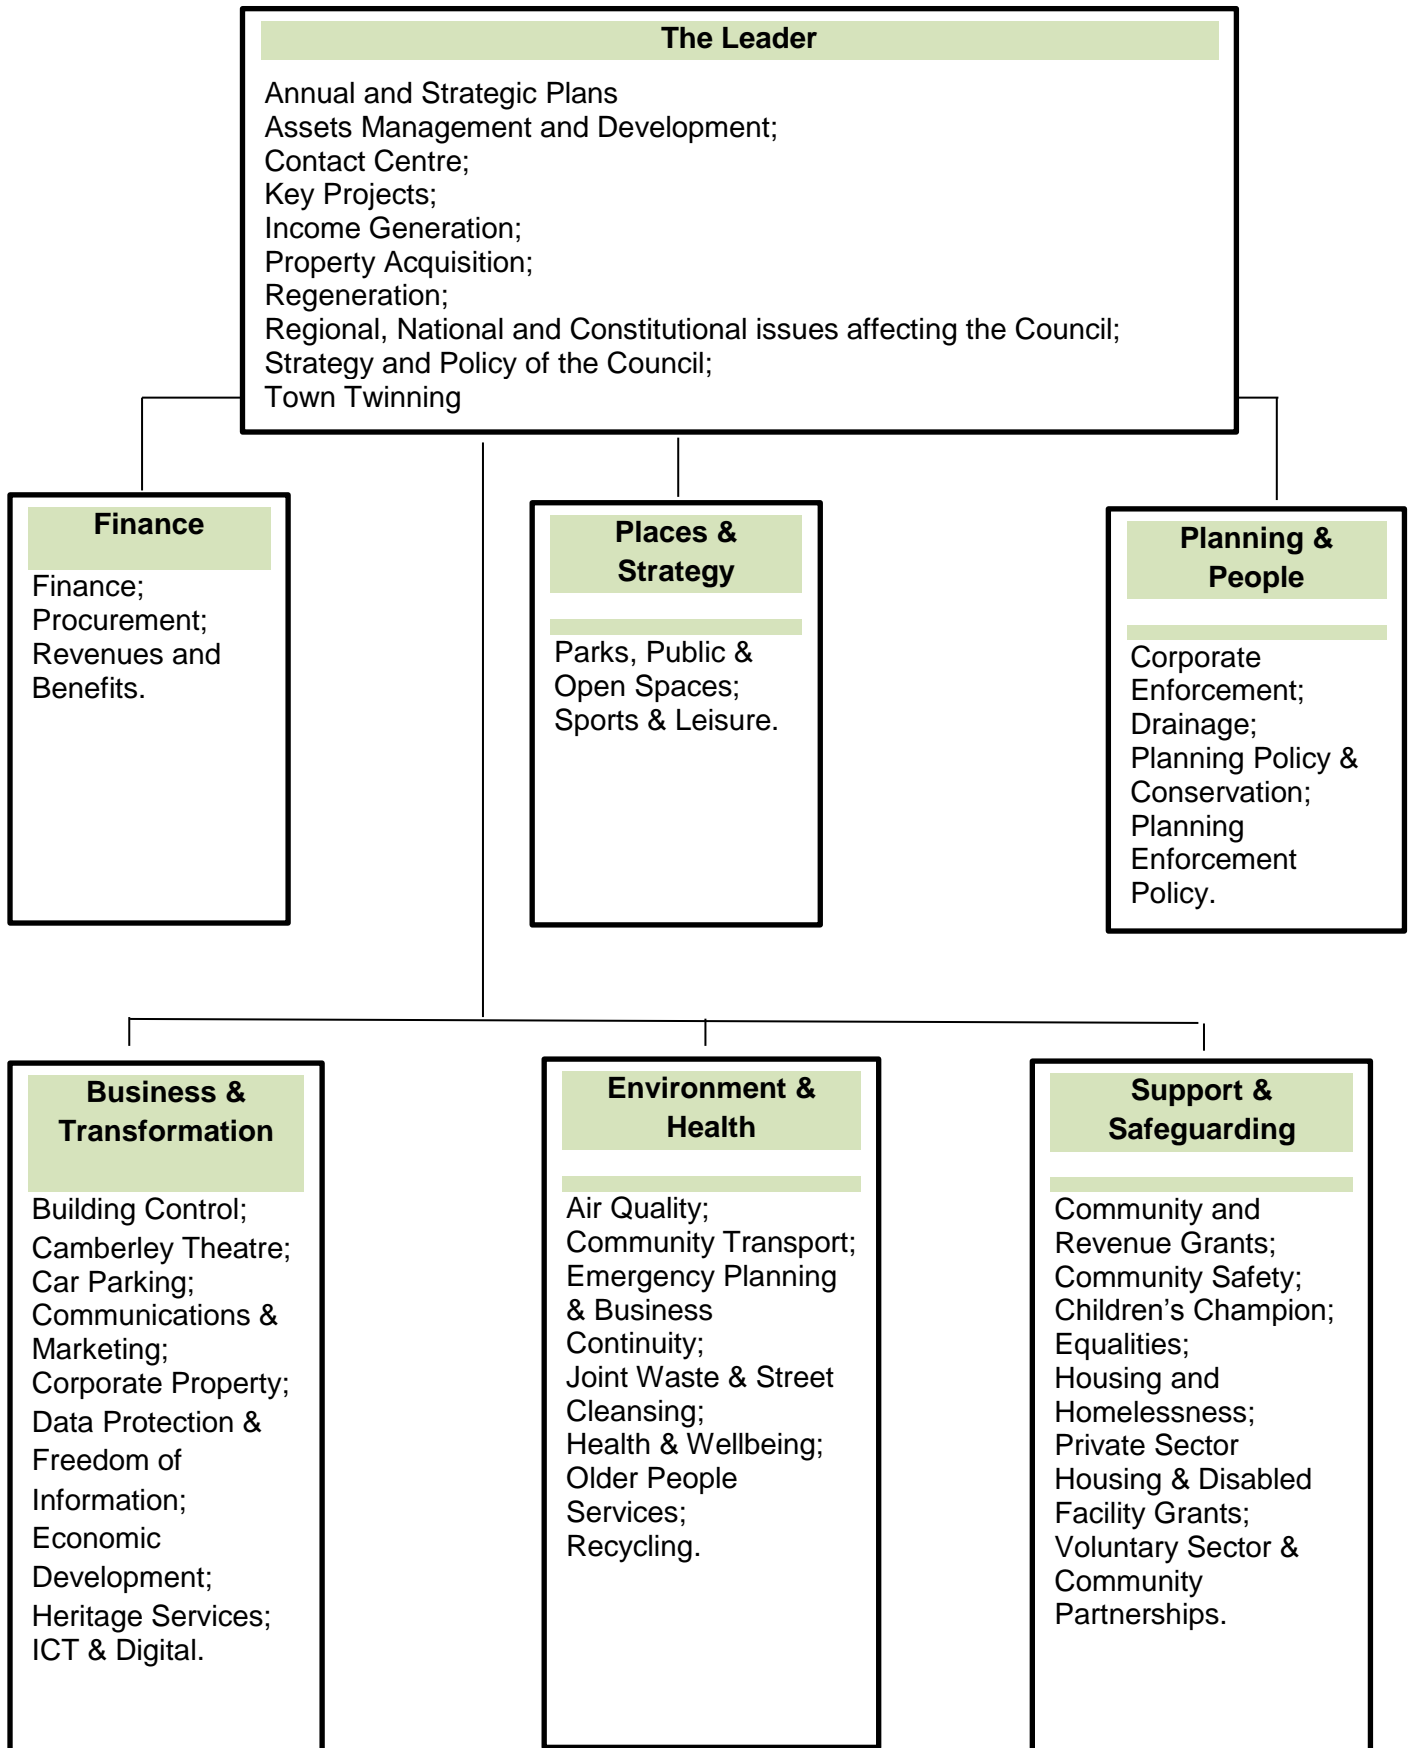 The Leader
Annual and Strategic Plans
Assets Management and Development;
Contact Centre;
Key Projects;
Income Generation;
Property Acquisition;
Regeneration;
Regional, National and Constitutional issues affecting the Council;
Strategy and Policy of the Council;
Town Twinning
Finance
Finance;
Procurement;
Revenues and
Benefits.
Places &
Strategy
Parks, Public &
Open Spaces;
Sports & Leisure.
Planning &
People
Corporate
Enforcement;
Drainage;
Planning Policy &
Conservation;
Planning
Enforcement
Policy.
Business &
Transformation
Building Control;
Camberley Theatre;
Car Parking;
Communications &
Marketing;
Corporate Property;
Data Protection &
Freedom of
Information;
Economic
Development;
Heritage Services;
ICT & Digital.
Environment &
Health
Air Quality;
Community Transport;
Emergency Planning
& Business
Continuity;
Joint Waste & Street
Cleansing;
Health & Wellbeing;
Older People
Services;
Recycling.
Support &
Safeguarding
Community and
Revenue Grants;
Community Safety;
Children’s Champion;
Equalities;
Housing and
Homelessness;
Private Sector
Housing & Disabled
Facility Grants;
Voluntary Sector &
Community
Partnerships.